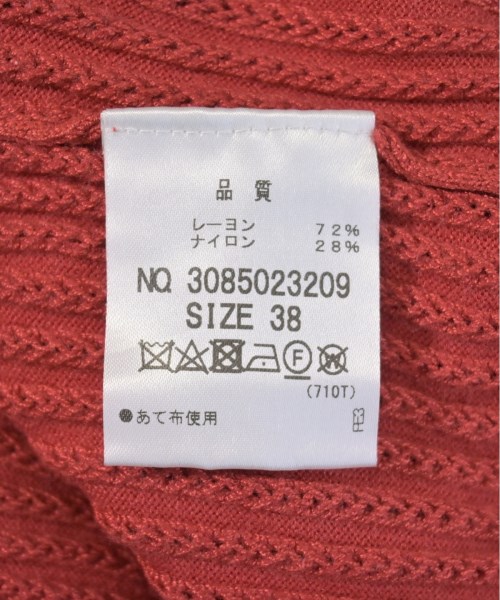 品質
レーヨン 72%
ナイロン 28%
NO 3085023209
SIZE 38
F W
(710T)
●あて布使用